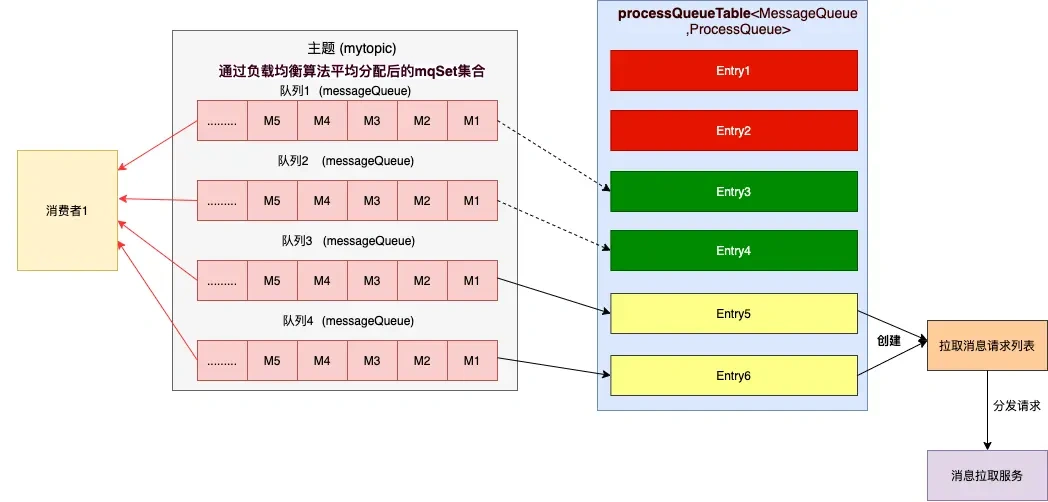 processQueueTable<MessageQueue
,ProcessQueue>
主题 (mytopic)
通过负载均衡算法平均分配后的mqSet集合
队列1 (messageQueue)
......... M5 M4 M3 M2 M1
队列2 (messageQueue)
......... M5 M4 M3 M2 M1
队列3 (messageQueue)
......... M5 M4 M3 M2 M1
队列4 (messageQueue)
......... M5 M4 M3 M2 M1
消费者1
Entry1
Entry2
Entry3
Entry4
Entry5
Entry6
创建
拉取消息请求列表
分发请求
消息拉取服务